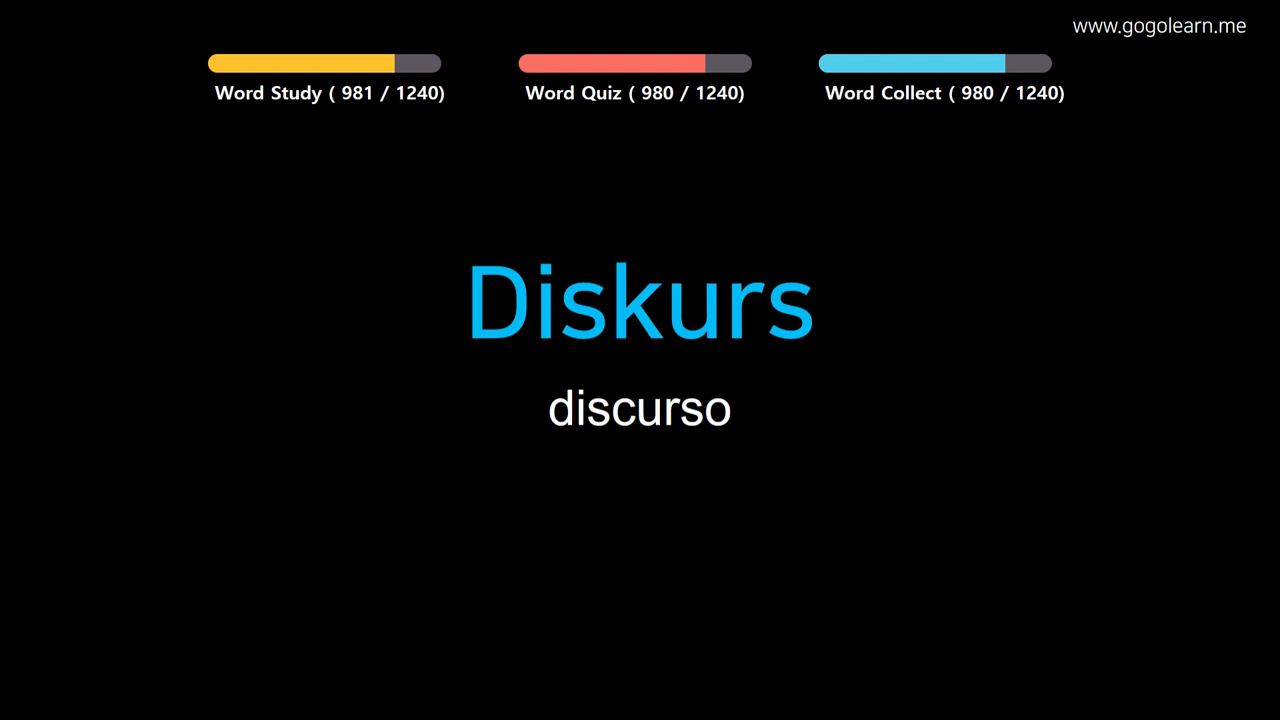 www.gogolearn.me
Word Study ( 981 / 1240)
Word Quiz ( 980 / 1240)
Word Collect ( 980 / 1240)
Diskurs
discurso